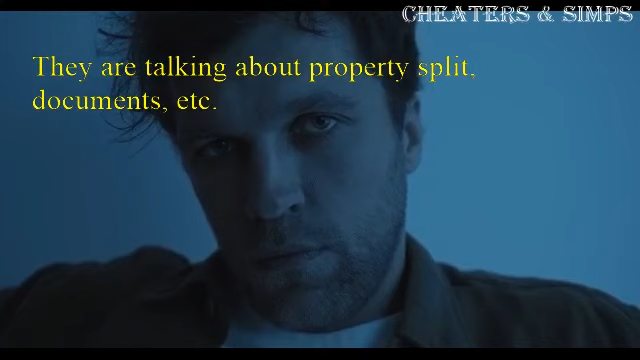 CHEATERS & SIMPS
They are talking about property split,
documents, etc.